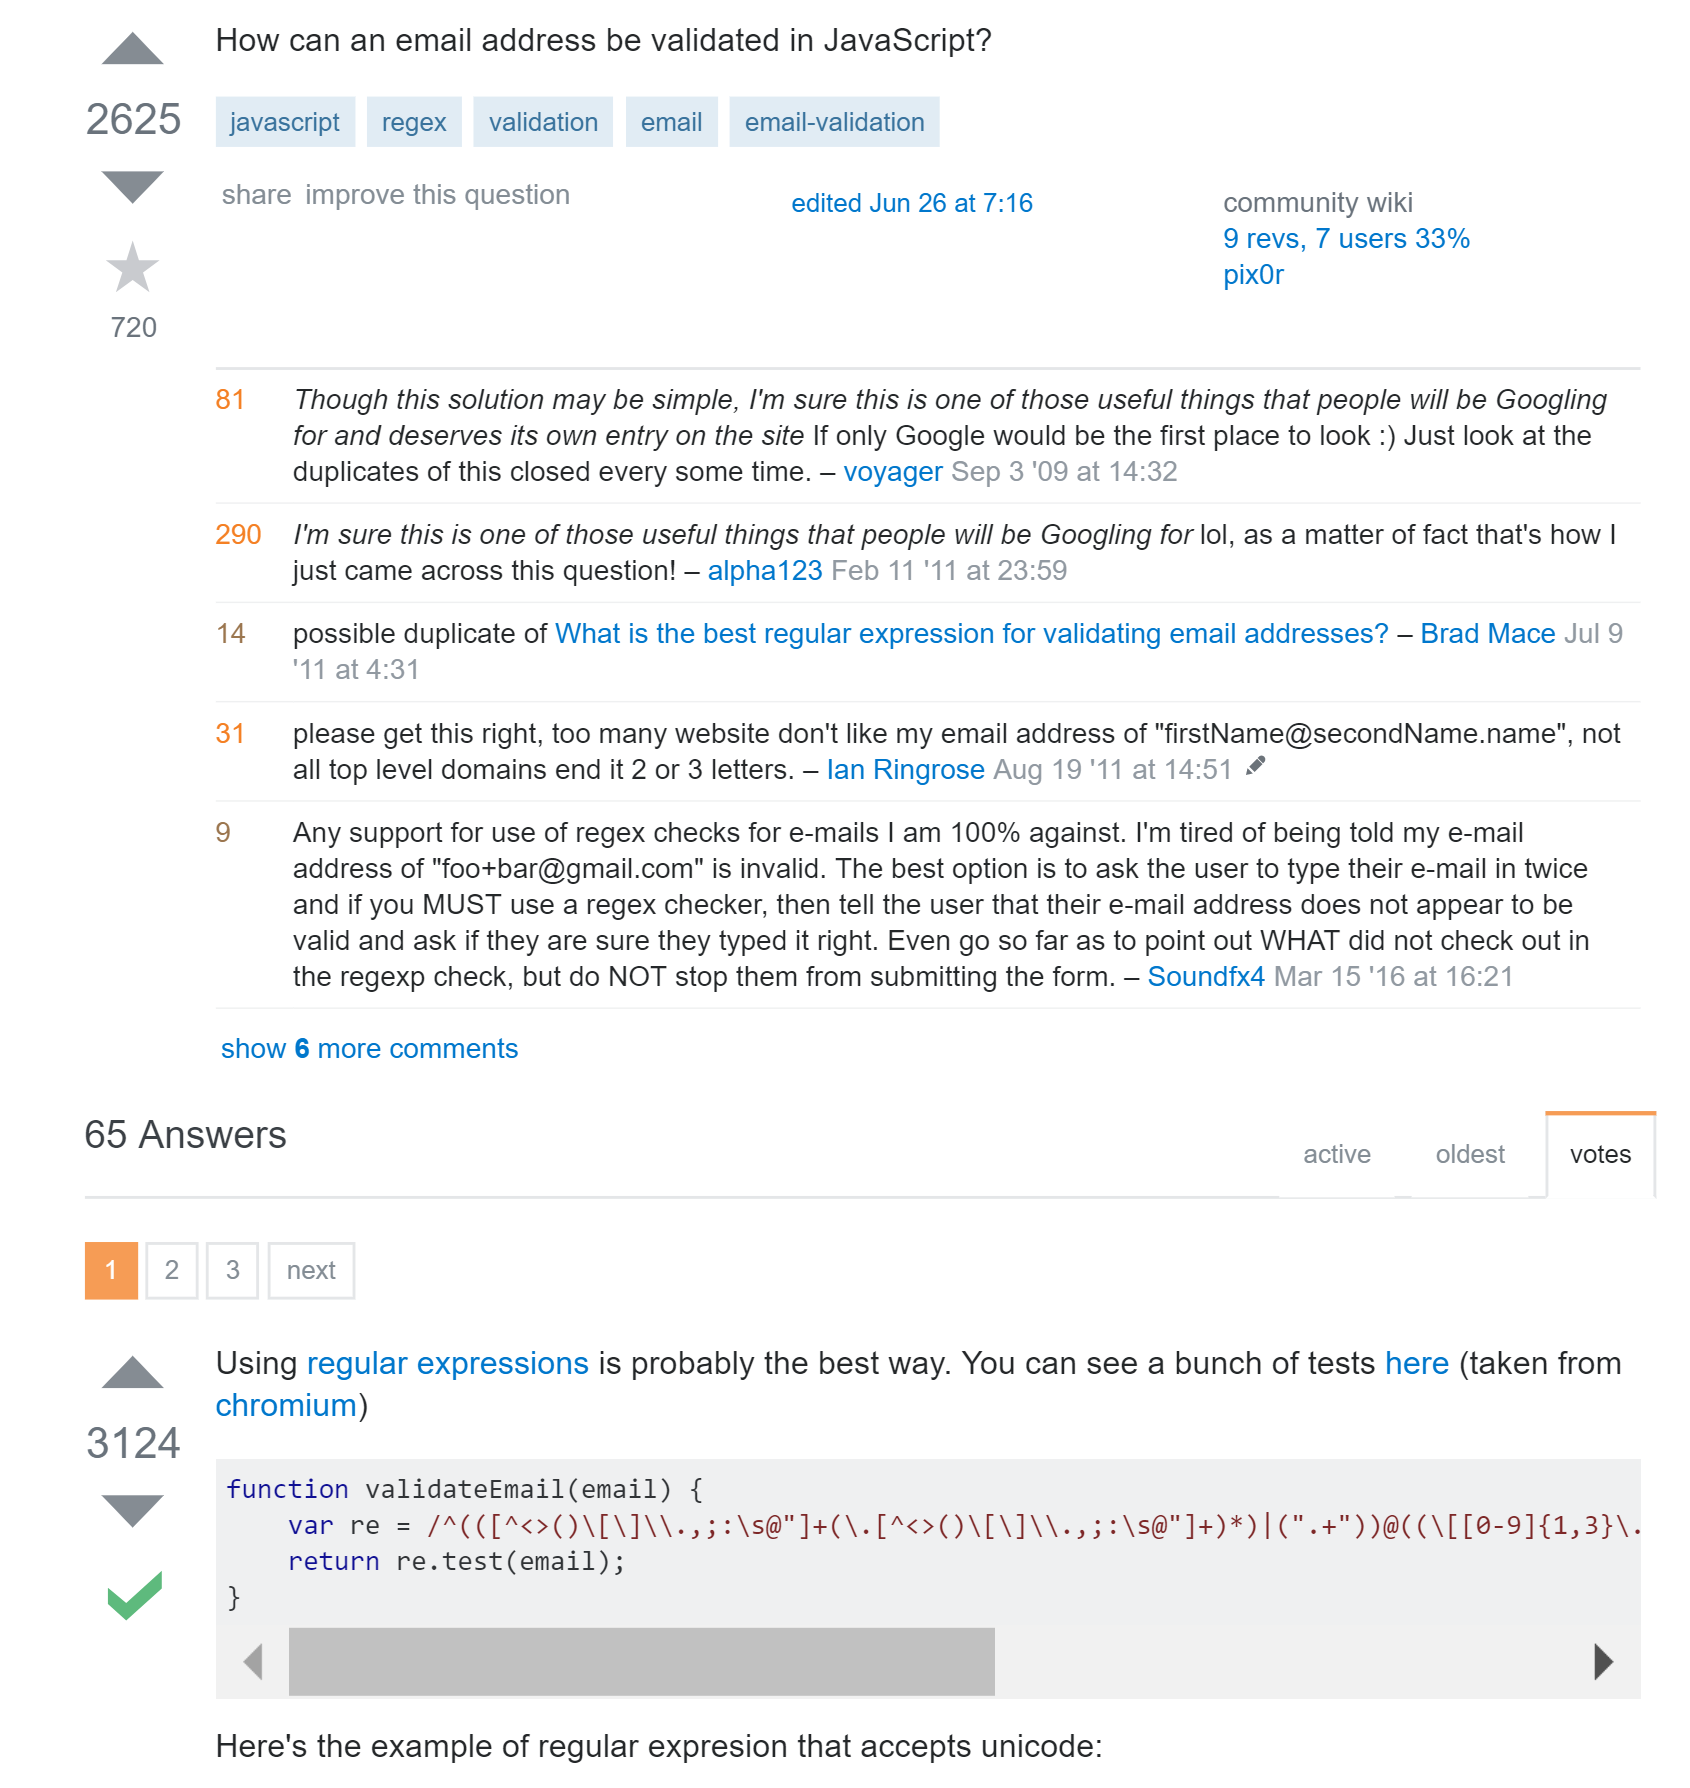 How can an email address be validated in JavaScript?
2625
javascript regex validation email email-validation
share improve this question
edited Jun 26 at 7:16
community wiki
9 revs, 7 users 33%
pix0r
720
81
Though this solution may be simple, I'm sure this is one of those useful things that people will be Googling
for and deserves its own entry on the site If only Google would be the first place to look :) Just look at the
duplicates of this closed every some time. – voyager Sep 3 '09 at 14:32
290
I'm sure this is one of those useful things that people will be Googling for lol, as a matter of fact that's how I
just came across this question! – alpha123 Feb 11 '11 at 23:59
14
possible duplicate of What is the best regular expression for validating email addresses? – Brad Mace Jul 9
'11 at 4:31
31
please get this right, too many website don't like my email address of "firstName@secondName.name", not
all top level domains end it 2 or 3 letters. – Ian Ringrose Aug 19 '11 at 14:51
9
Any support for use of regex checks for e-mails I am 100% against. I'm tired of being told my e-mail
address of "foo+bar@gmail.com" is invalid. The best option is to ask the user to type their e-mail in twice
and if you MUST use a regex checker, then tell the user that their e-mail address does not appear to be
valid and ask if they are sure they typed it right. Even go so far as to point out WHAT did not check out in
the regexp check, but do NOT stop them from submitting the form. – Soundfx4 Mar 15 '16 at 16:21
show 6 more comments
65 Answers
active oldest votes
1 2 3 next
Using regular expressions is probably the best way. You can see a bunch of tests here (taken from
chromium)
3124
function validateEmail(email) {
    var re = /^(([^<>()\[\]\\.,;:\s@"]+(\.[^<>()\[\]\\.,;:\s@"]+)*)|(".+"))@((\[[0-9]{1,3}\.
    return re.test(email);
}
Here's the example of regular expresion that accepts unicode: